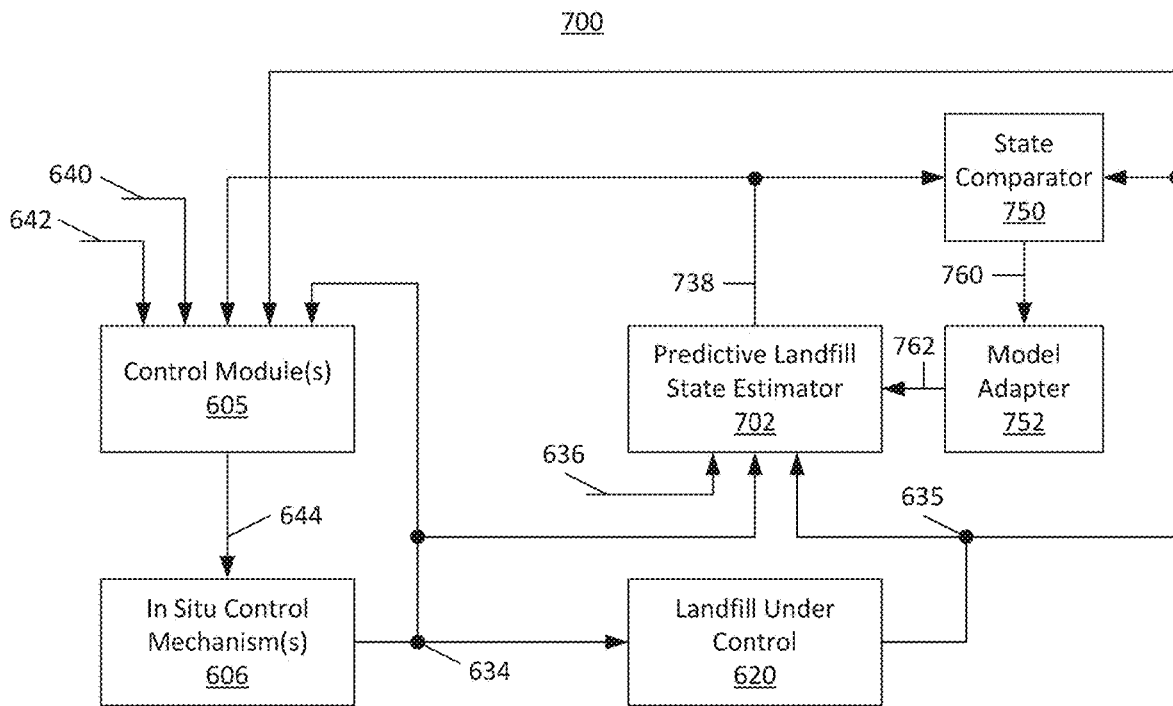 700
State
Comparator
750
640
642
738
760
Control Module(s)
605
Predictive Landfill
State Estimator
702
762
Model
Adapter
752
636
644
635
In Situ Control
Mechanism(s)
606
634
Landfill Under
Control
620